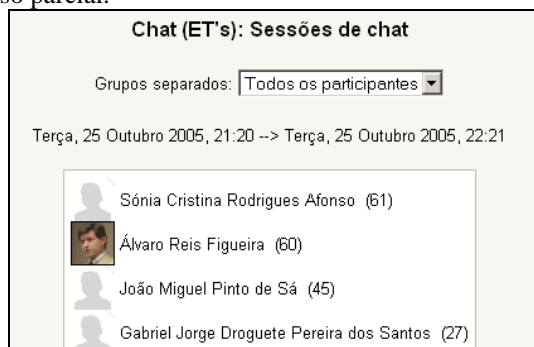 so parcial.
Chat (ET's): Sessões de chat
Grupos separados: Todos os participantes
Terça, 25 Outubro 2005, 21:20 --> Terça, 25 Outubro 2005, 22:21
Sónia Cristina Rodrigues Afonso (61)
Álvaro Reis Figueira (60)
João Miguel Pinto de Sá (45)
Gabriel Jorge Droguete Pereira dos Santos (27)